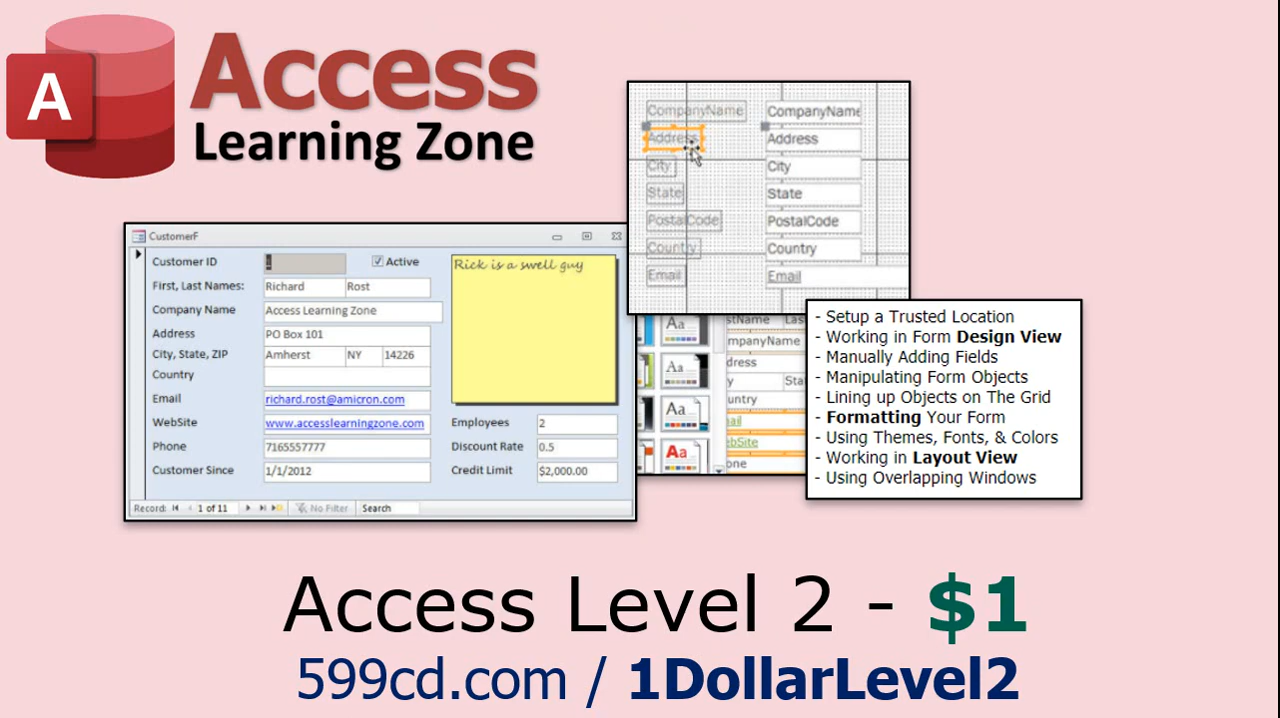 A
Access
Learning Zone
CompanyName CompanyName
Address Address
City City
State State
PostalCode PostalCode
Country Country
Email Email
CustomerF
Customer ID
Active
First, Last Names: Richard Rost
Company Name Access Learning Zone
Address PO Box 101
City, State, ZIP Amherst NY 14226
Country
Email richard.rost@amicron.com
WebSite www.accesslearningzone.com
Phone 7165557777
Customer Since 1/1/2012
Rick is a swell guy
Employees 2
Discount Rate 0.5
Credit Limit $2,000.00
Record: 1 of 11 No Filter Search
Aa
Aa
Aa
Aa
- Setup a Trusted Location
- Working in Form Design View
- Manually Adding Fields
- Manipulating Form Objects
- Lining up Objects on The Grid
- Formatting Your Form
- Using Themes, Fonts, & Colors
- Working in Layout View
- Using Overlapping Windows
Access Level 2 - $1
599cd.com / 1DollarLevel2